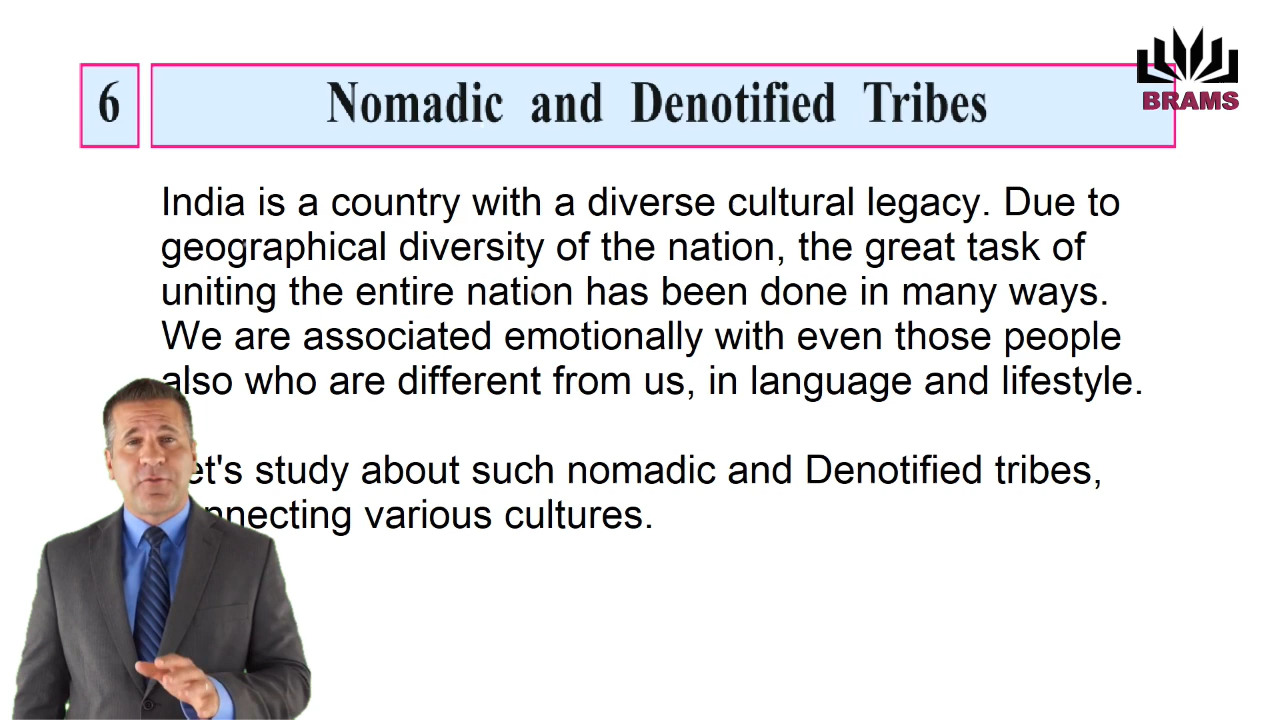 6 Nomadic and Denotified Tribes
BRAMS
India is a country with a diverse cultural legacy. Due to
geographical diversity of the nation, the great task of
uniting the entire nation has been done in many ways.
We are associated emotionally with even those people
also who are different from us, in language and lifestyle.
et's study about such nomadic and Denotified tribes,
nnecting various cultures.